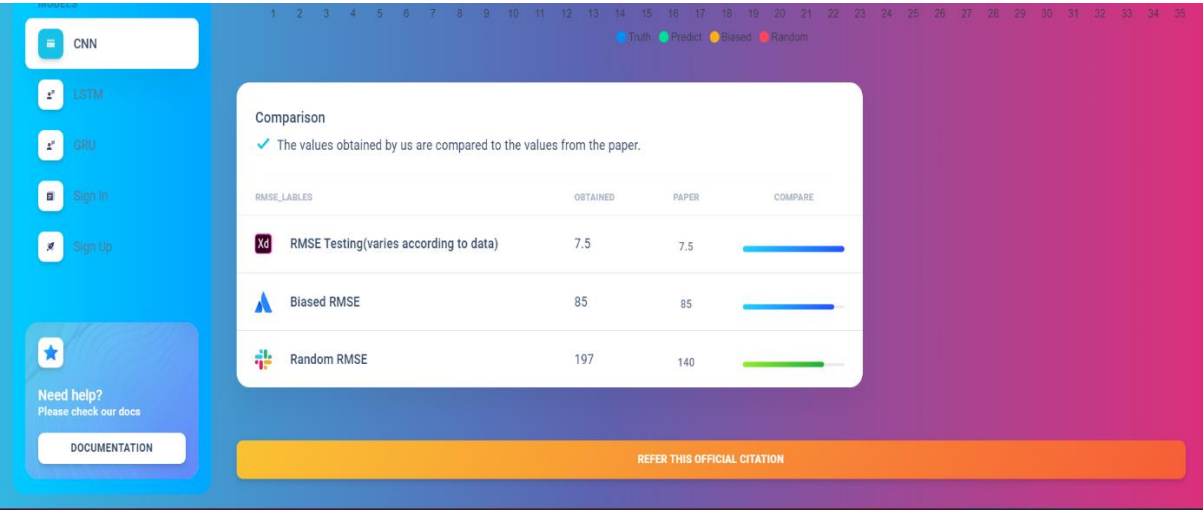 MODELS
CNN
LSTM
GRU
Sign In
Sign Up
Need help?
Please check our docs
DOCUMENTATION
1 2 3 4 5 6 7 8 9 10 11 12 13 14 15 16 17 18 19 20 21 22 23 24 25 26 27 28 29 30 31 32 33 34 35
Truth Predict Biased Random
Comparison
The values obtained by us are compared to the values from the paper.
RMSE_LABLES OBTAINED PAPER COMPARE
Xd RMSE Testing(varies according to data) 7.5 7.5
Biased RMSE 85 85
Random RMSE 197 140
REFER THIS OFFICIAL CITATION